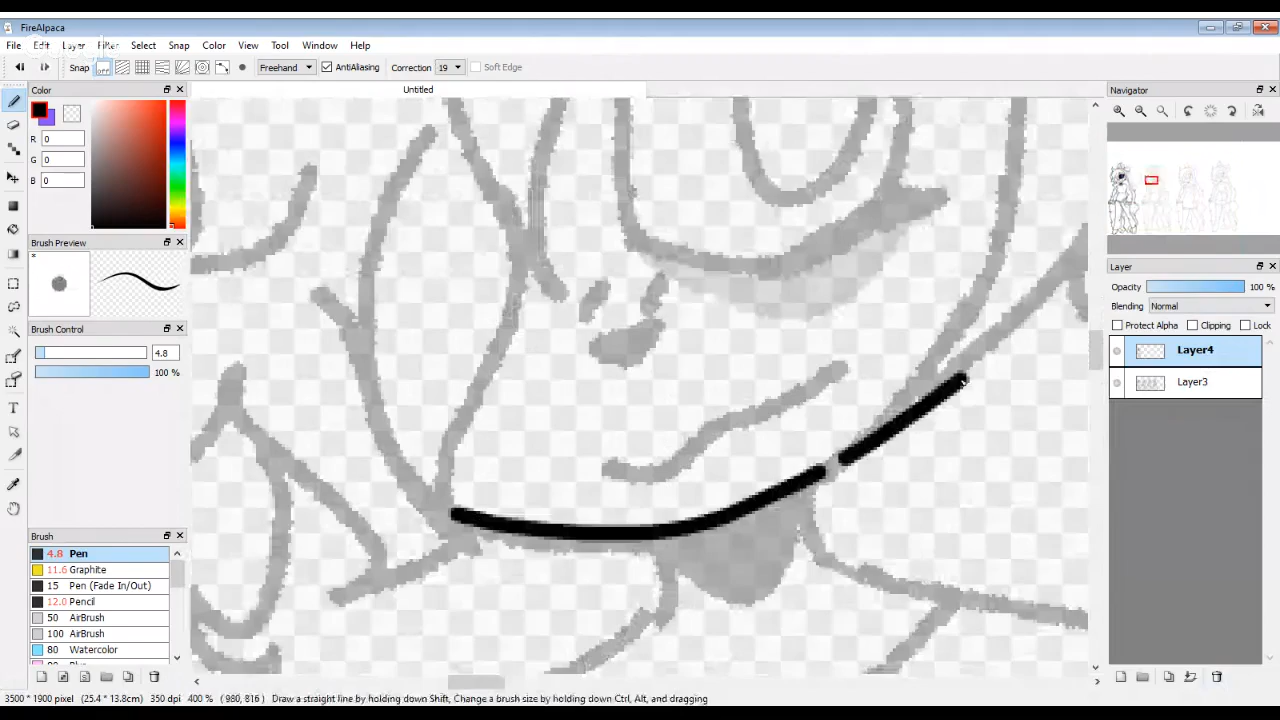 FireAlpaca
File Edit Layer Filter Select Snap Color View Tool Window Help
Snap OFF Freehand AntiAliasing Correction 19 Soft Edge
Untitled
Color
R 0
G 0
B 0
Brush Preview
Brush Control
4.8
100 %
Brush
4.8 Pen
11.6 Graphite
15 Pen (Fade In/Out)
12.0 Pencil
50 AirBrush
100 AirBrush
80 Watercolor
Navigator
Layer
Opacity 100 %
Blending Normal
Protect Alpha Clipping Lock
Layer4
Layer3
3500 * 1900 pixel (25.4 * 13.8cm) 350 dpi 400 % ( 980, 816 ) Draw a straight line by holding down Shift, Change a brush size by holding down Ctrl, Alt, and dragging